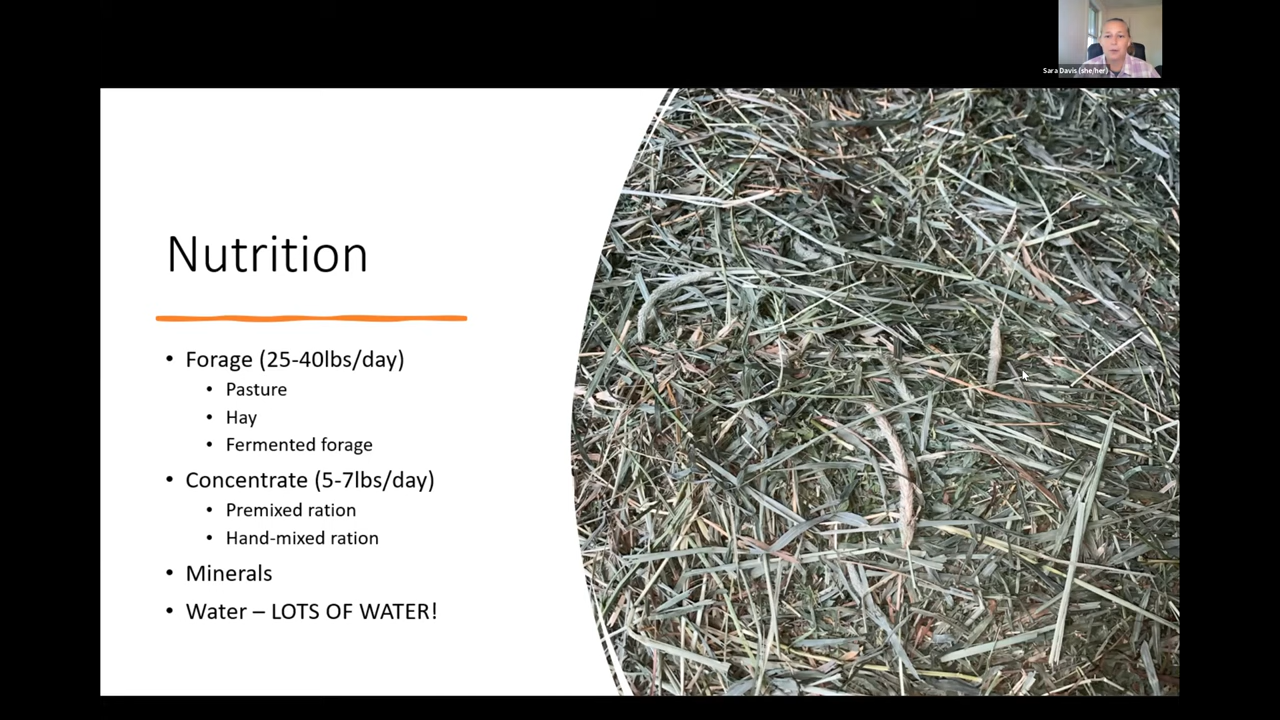 Sara Davis (she/her)
Nutrition
• Forage (25-40lbs/day)
• Pasture
• Hay
• Fermented forage
• Concentrate (5-7lbs/day)
• Premixed ration
• Hand-mixed ration
• Minerals
• Water – LOTS OF WATER!